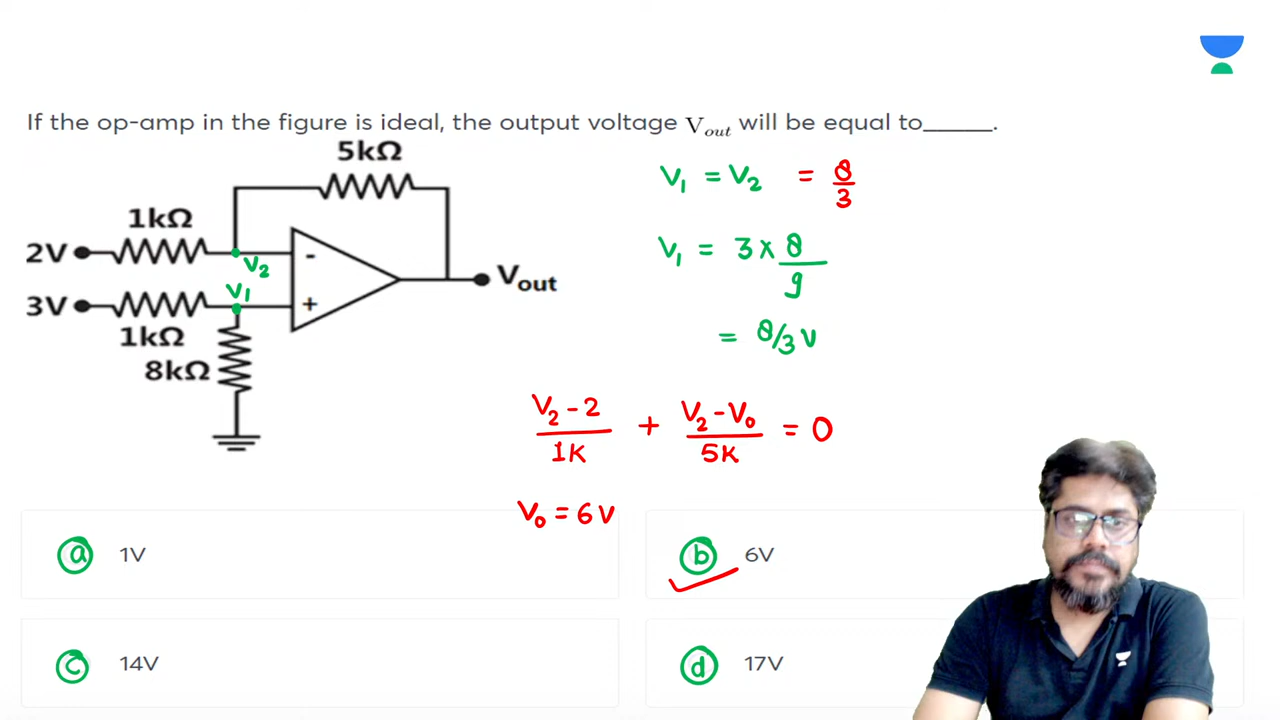 If the op-amp in the figure is ideal, the output voltage V_out will be equal to_____.
5kΩ
1kΩ
2V
V₂
-
V_out
V₁
3V
+
1kΩ
8kΩ
V₁ = V₂ = 8/3
V₁ = 3 × 8/9
= 8/3 V
(V₂ - 2)/1K + (V₂ - V₀)/5K = 0
V₀ = 6V
a 1V
b 6V
c 14V
d 17V